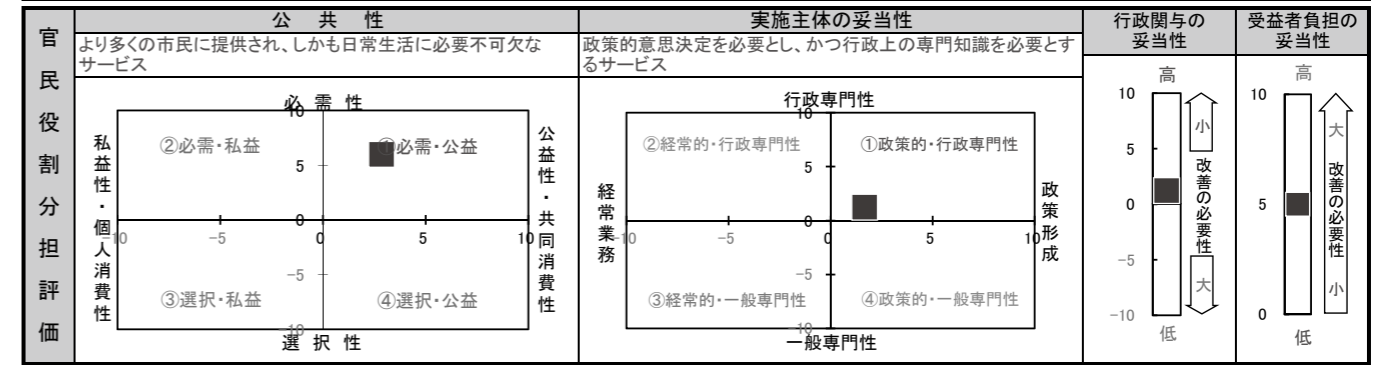 官民役割分担評価
公共性
実施主体の妥当性
行政関与の
妥当性
受益者負担の
妥当性
より多くの市民に提供され、しかも日常生活に必要不可欠な
サービス
政策的意思決定を必要とし、かつ行政上の専門知識を必要とす
るサービス
必需性
10
②必需・私益
①必需・公益
5
私益性・個人消費性
公益性・共同消費性
0
-10
-5
0
5
10
-5
③選択・私益
④選択・公益
-10
選択性
行政専門性
10
②経常的・行政専門性
①政策的・行政専門性
5
経常業務
政策形成
0
-10
-5
0
5
10
-5
③経常的・一般専門性
④政策的・一般専門性
-10
一般専門性
高
10
5
0
-5
-10
低
小
改善の必要性
大
高
10
5
0
低
大
改善の必要性
小